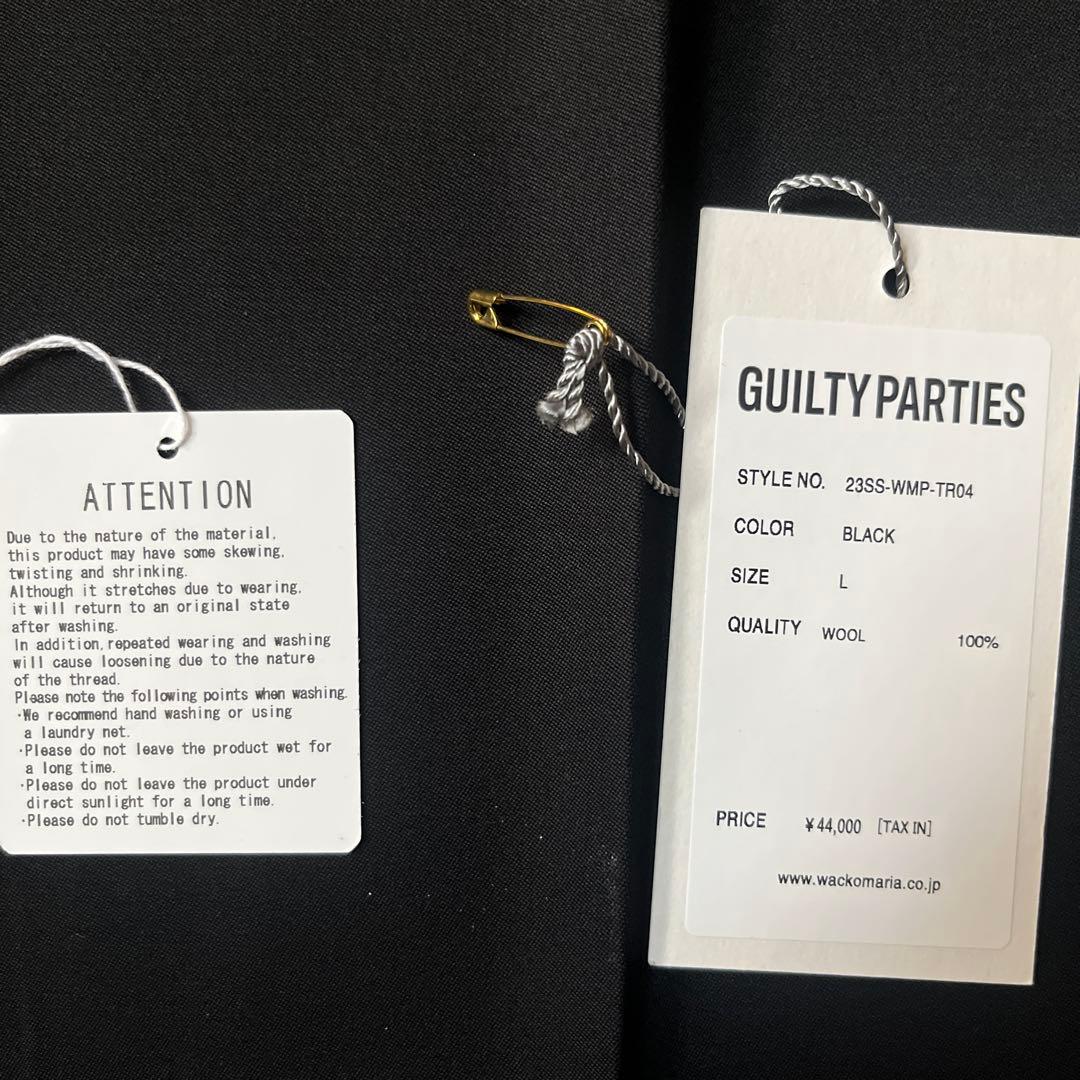 ATTENTION
Due to the nature of the material,
this product may have some skewing,
twisting and shrinking.
Although it stretches due to wearing,
it will return to an original state
after washing.
In addition, repeated wearing and washing
will cause loosening due to the nature
of the thread.
Please note the following points when washing.
·We recommend hand washing or using
a laundry net.
·Please do not leave the product wet for
a long time.
·Please do not leave the product under
direct sunlight for a long time.
·Please do not tumble dry.
GUILTY PARTIES
STYLE NO. 23SS-WMP-TR04
COLOR BLACK
SIZE L
QUALITY WOOL 100%
PRICE ¥44,000 [TAX IN]
www.wackomaria.co.jp